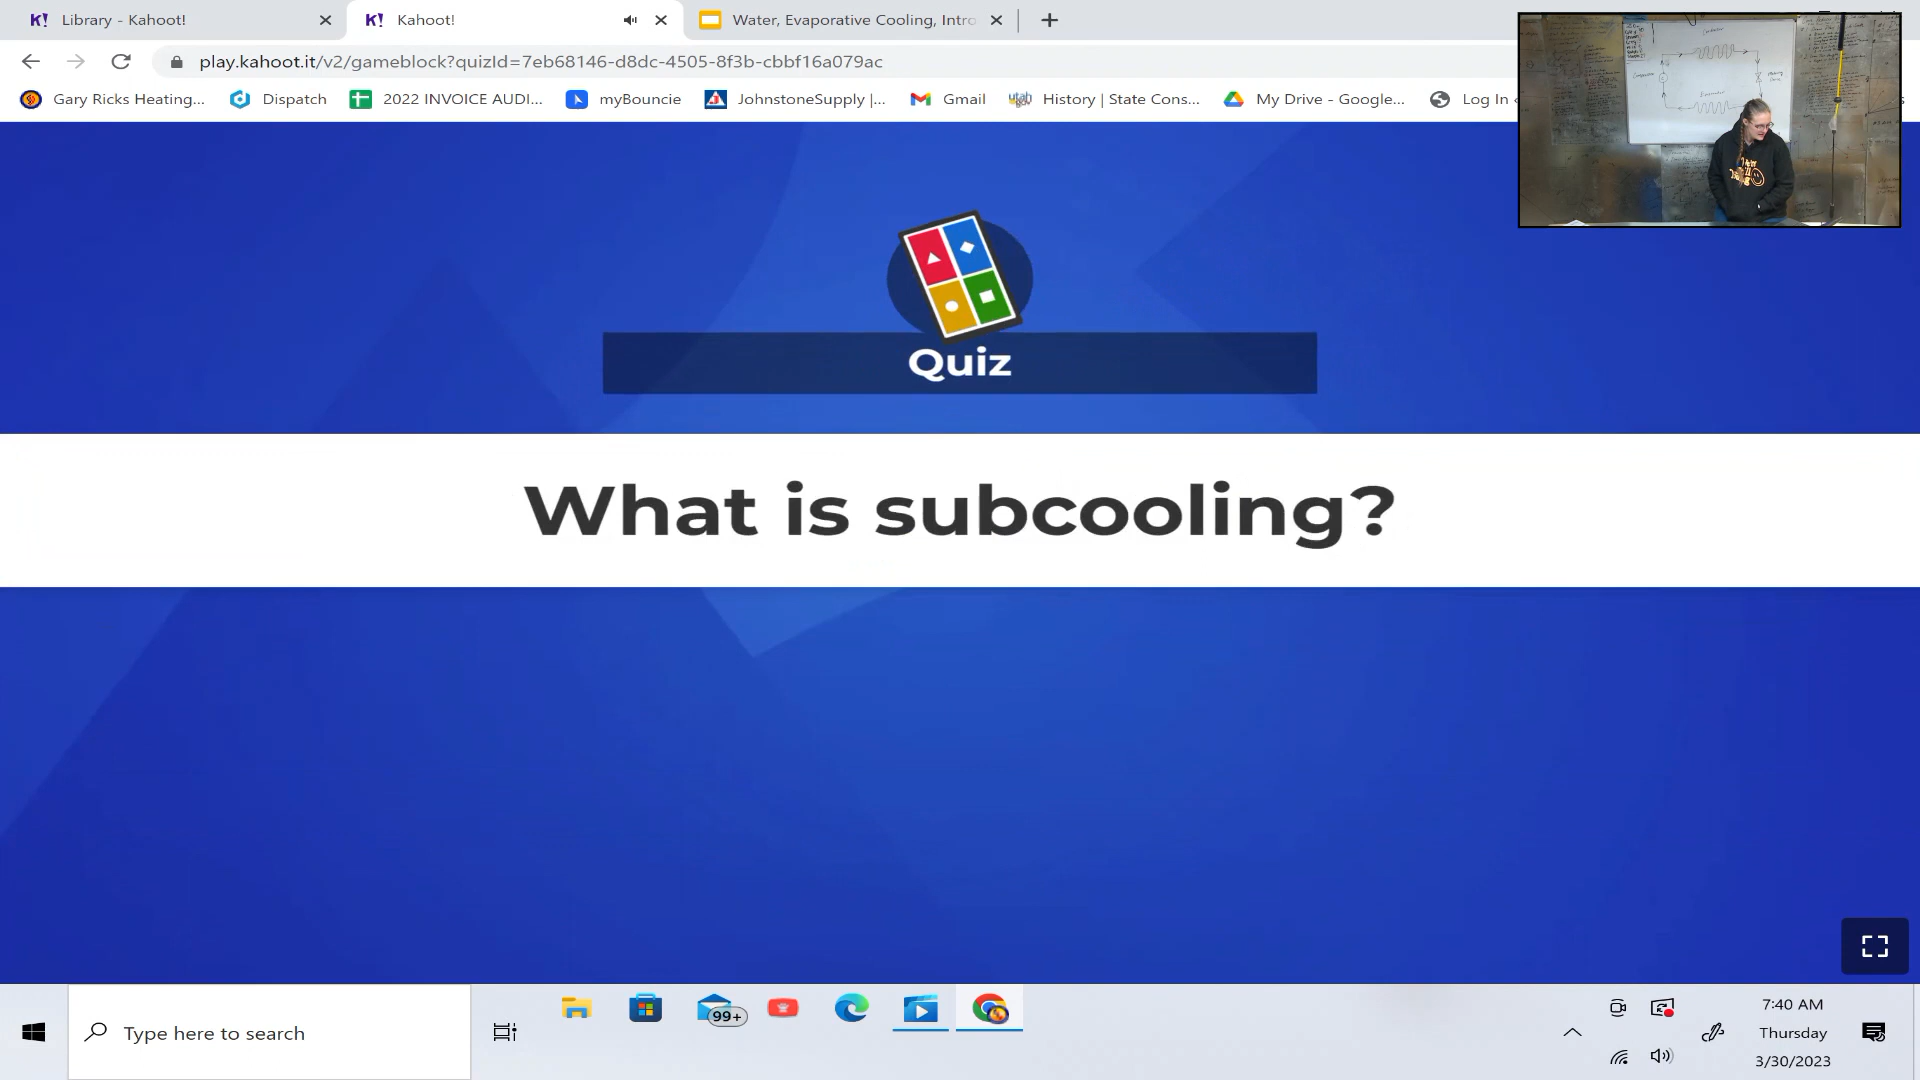 Library - Kahoot!
Kahoot!
Water, Evaporative Cooling, Intro
play.kahoot.it/v2/gameblock?quizId=7eb68146-d8dc-4505-8f3b-cbbf16a079ac
Gary Ricks Heating... Dispatch 2022 INVOICE AUDI... myBouncie JohnstoneSupply |... Gmail History | State Cons... My Drive - Google... Log In
Quiz
What is subcooling?
Type here to search
99+
7:40 AM
Thursday
3/30/2023